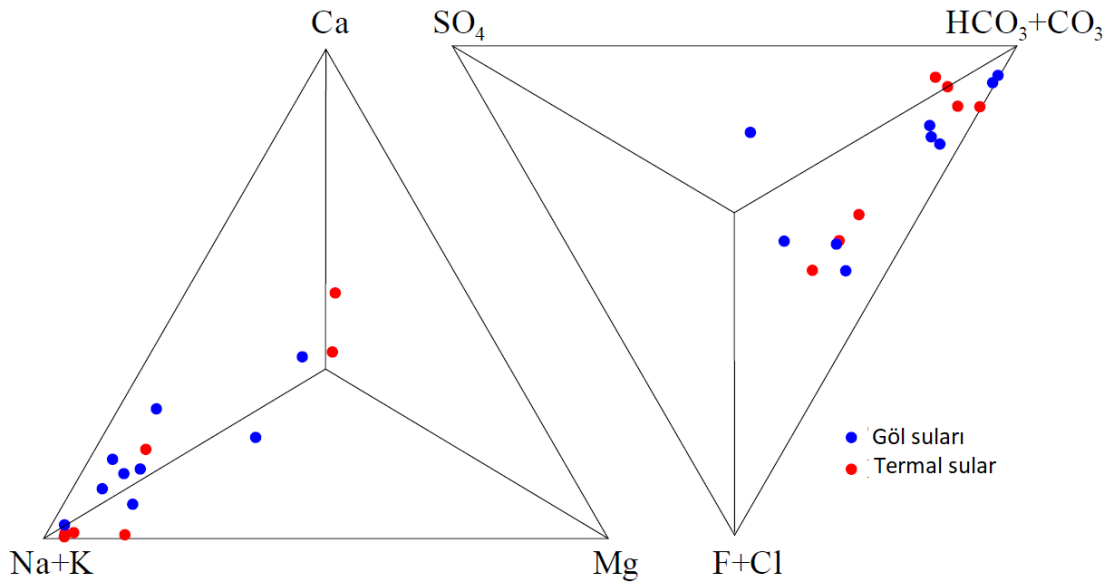 Ca
SO₄
HCO₃+CO₃
Göl suları
Termal sular
Na+K
Mg
F+Cl